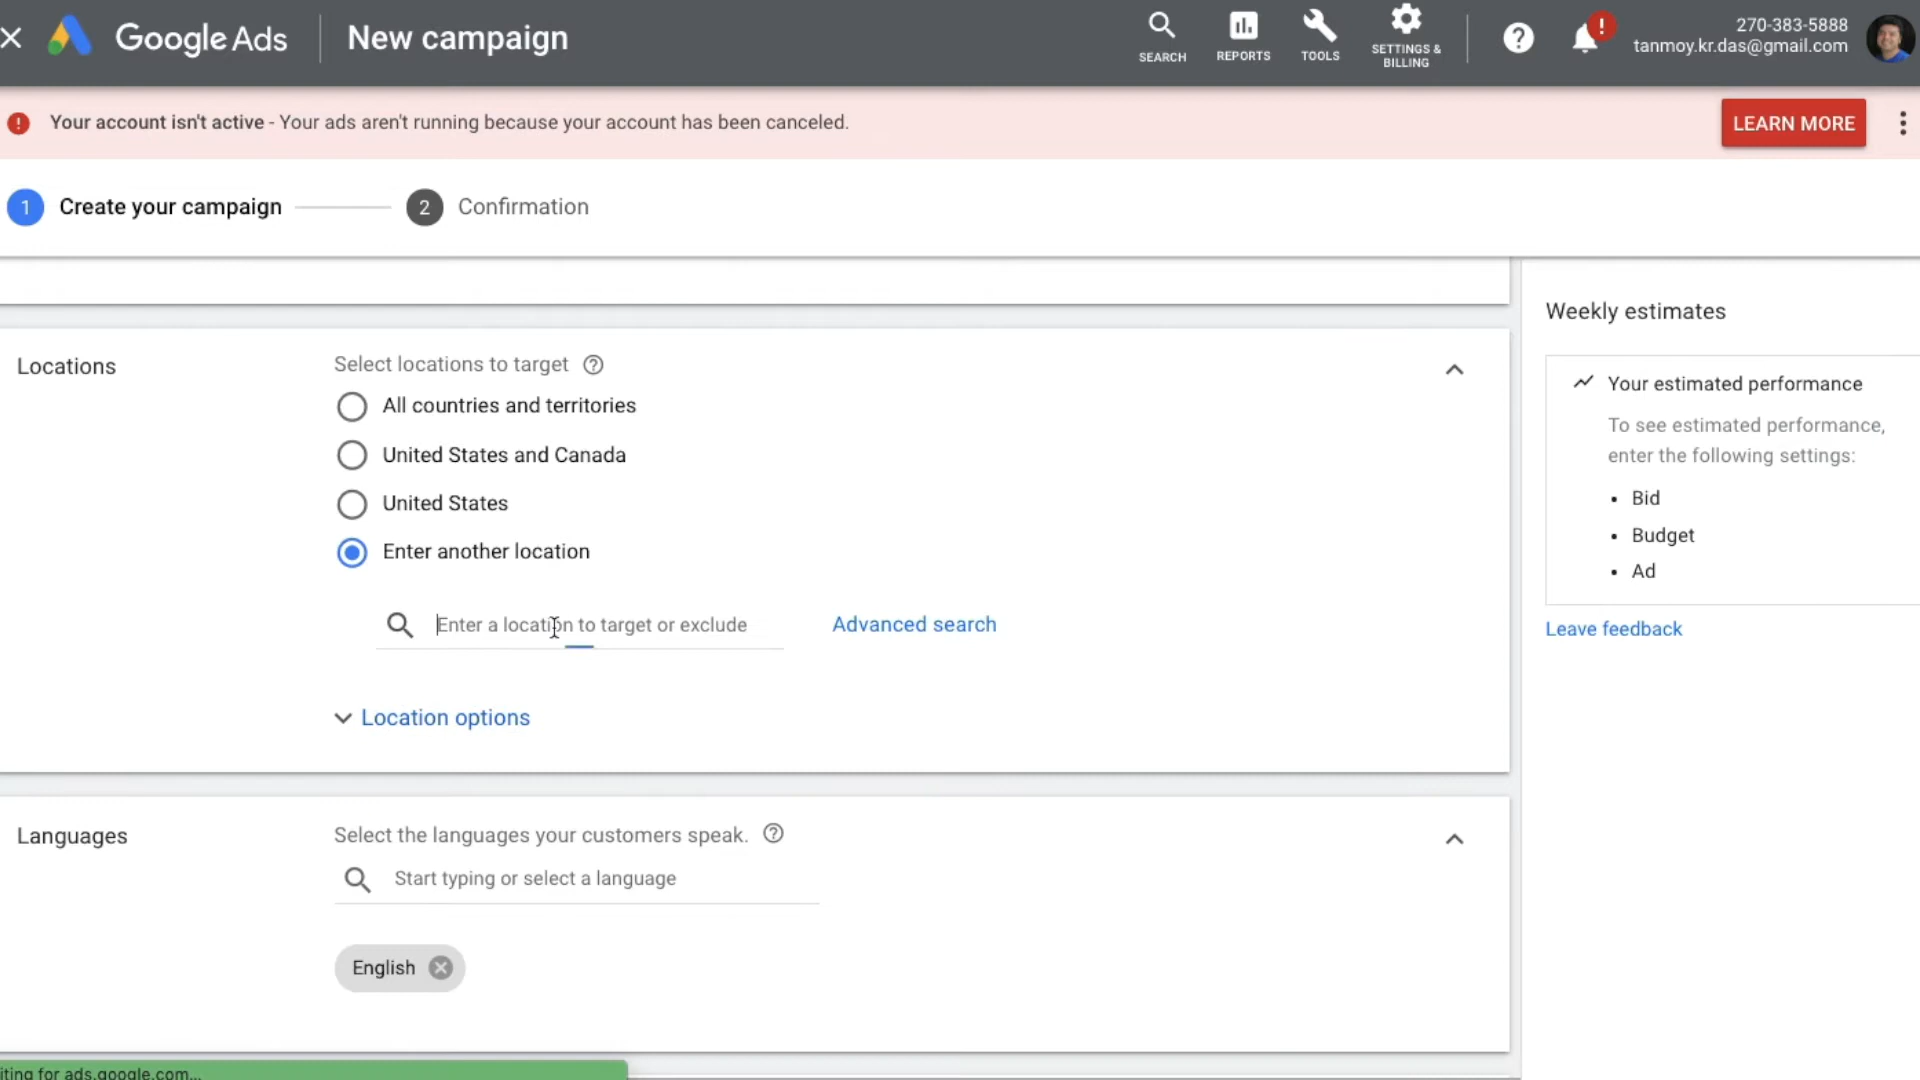 Google Ads
New campaign
SEARCH
REPORTS
TOOLS
SETTINGS &
BILLING
270-383-5888
tanmoy.kr.das@gmail.com
Your account isn't active - Your ads aren't running because your account has been canceled.
LEARN MORE
1 Create your campaign
2 Confirmation
Locations
Select locations to target
All countries and territories
United States and Canada
United States
Enter another location
Enter a location to target or exclude
Advanced search
Location options
Languages
Select the languages your customers speak.
Start typing or select a language
English
Weekly estimates
Your estimated performance
To see estimated performance,
enter the following settings:
• Bid
• Budget
• Ad
Leave feedback
iting for ads.google.com...